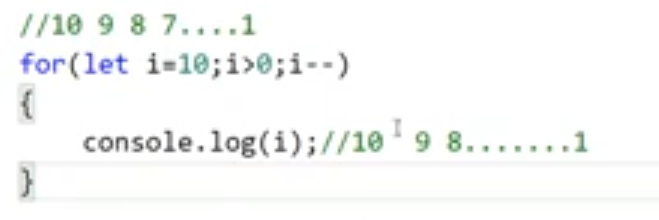 //10 9 8 7....1
for(let i=10;i>0;i--)
{
    console.log(i);//10  9 8.......1
}